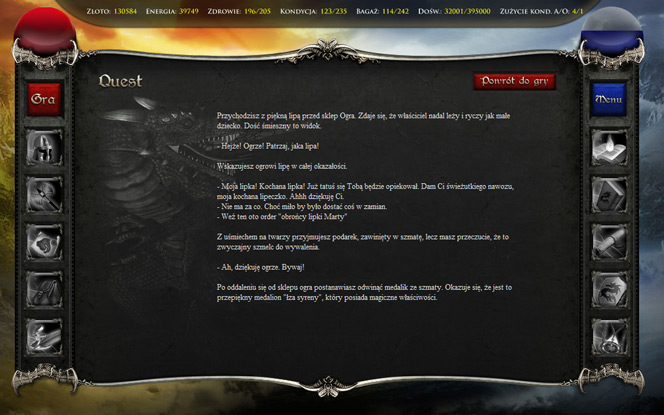 Złoto: 130584 Energia: 39749 Zdrowie: 196/205 Kondycja: 123/235 Bagaż: 114/242 Dośw.: 32001/395000 Zużycie kond. A/O: 4/1
Quest
Powrót do gry
Gra
Menu
Przychodzisz z piękną lipą przed sklep Ogra. Zdaje się, że właściciel nadal leży i ryczy jak małe
dziecko. Dość śmieszny to widok.
- Hejże! Ogrze! Patrzaj, jaka lipa!
Wskazujesz ogrowi lipę w całej okazałości.
- Moja lipka! Kochana lipka! Już tatuś się Tobą będzie opiekował. Dam Ci świeżutkiego nawozu,
moja kochana lipeczko. Ahhh dziękuję Ci.
- Nie ma za co. Choć miło by było dostać coś w zamian.
- Weź ten oto order "obrońcy lipki Marty"
Z uśmiechem na twarzy przyjmujesz podarek, zawinięty w szmatę, lecz masz przeczucie, że to
zwyczajny szmelc do wywalenia.
- Ah, dziękuję ogrze. Bywaj!
Po oddaleniu się od sklepu ogra postanawiasz odwinąć medalik ze szmaty. Okazuje się, że jest to
przepiękny medalion "łza syreny", który posiada magiczne właściwości.